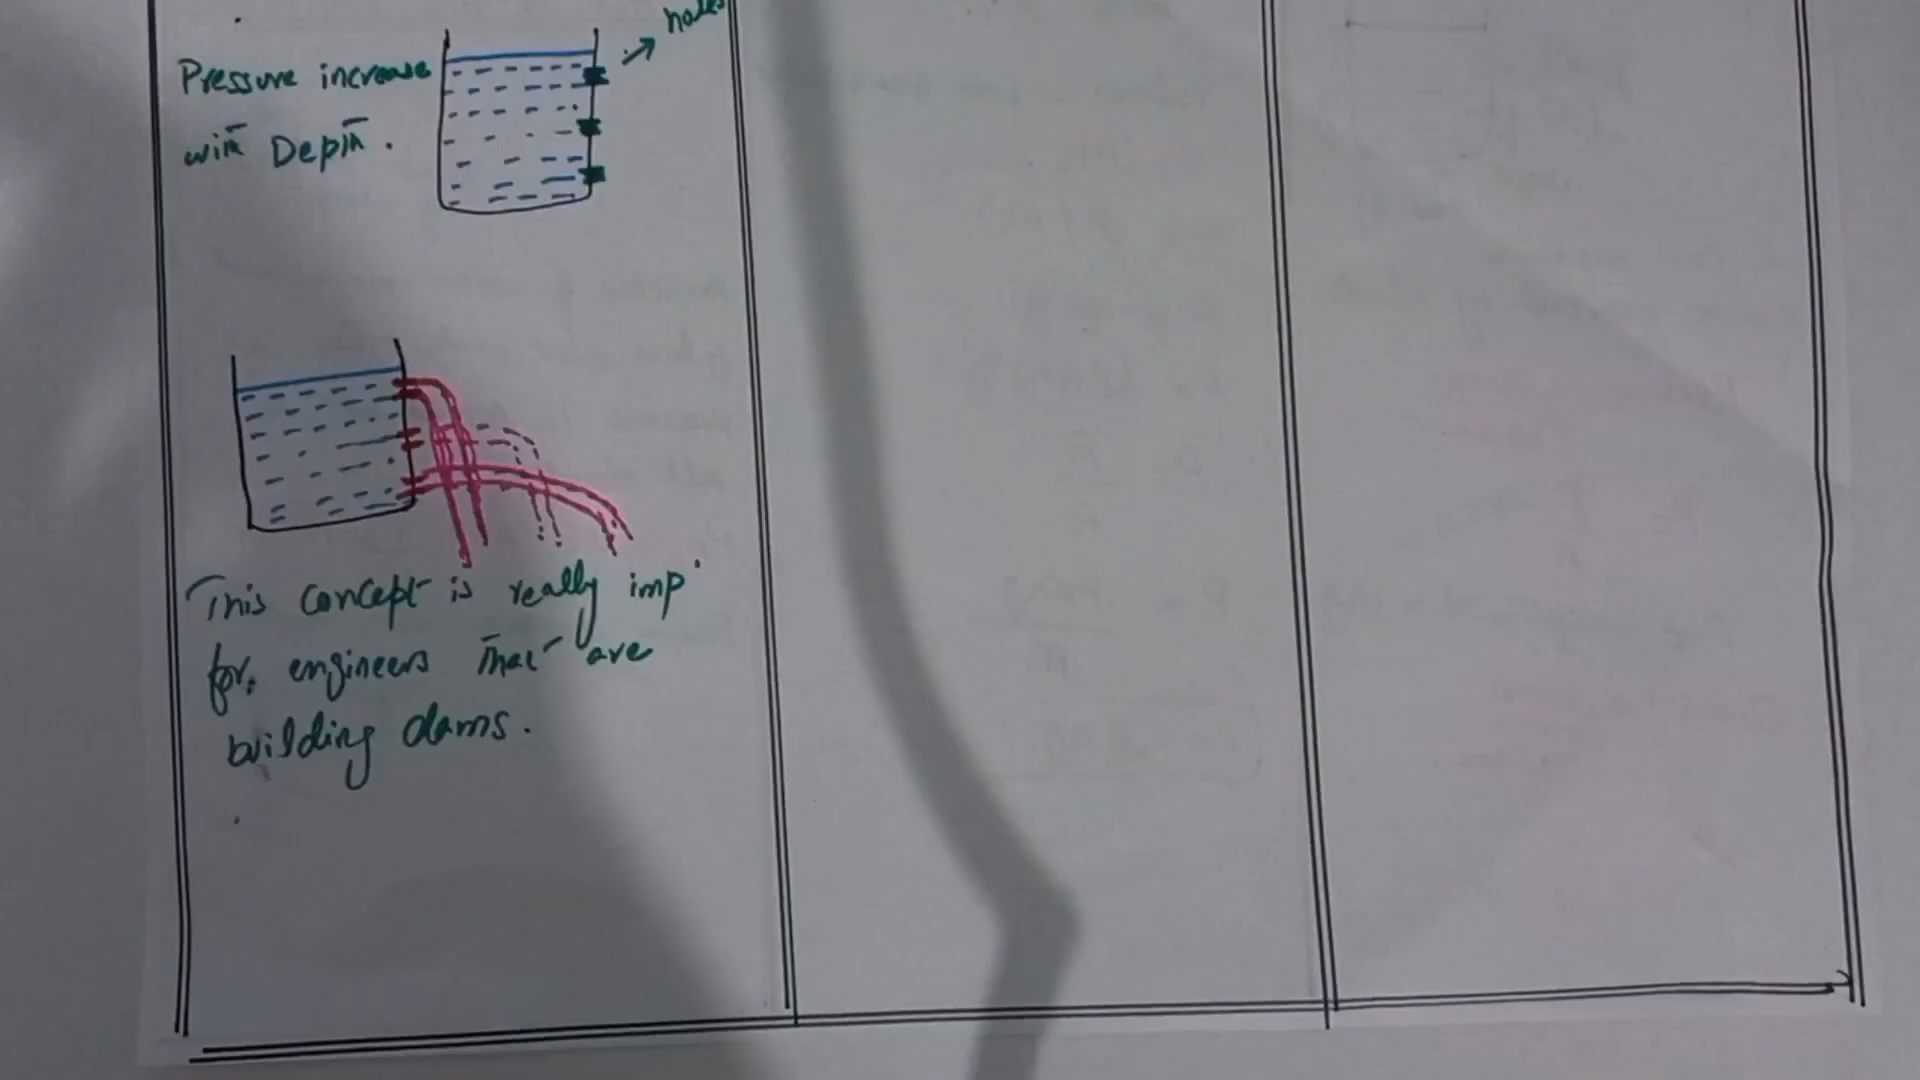 holes
Pressure increase
with Depth.
This concept is really imp
for engineers that are
building dams.